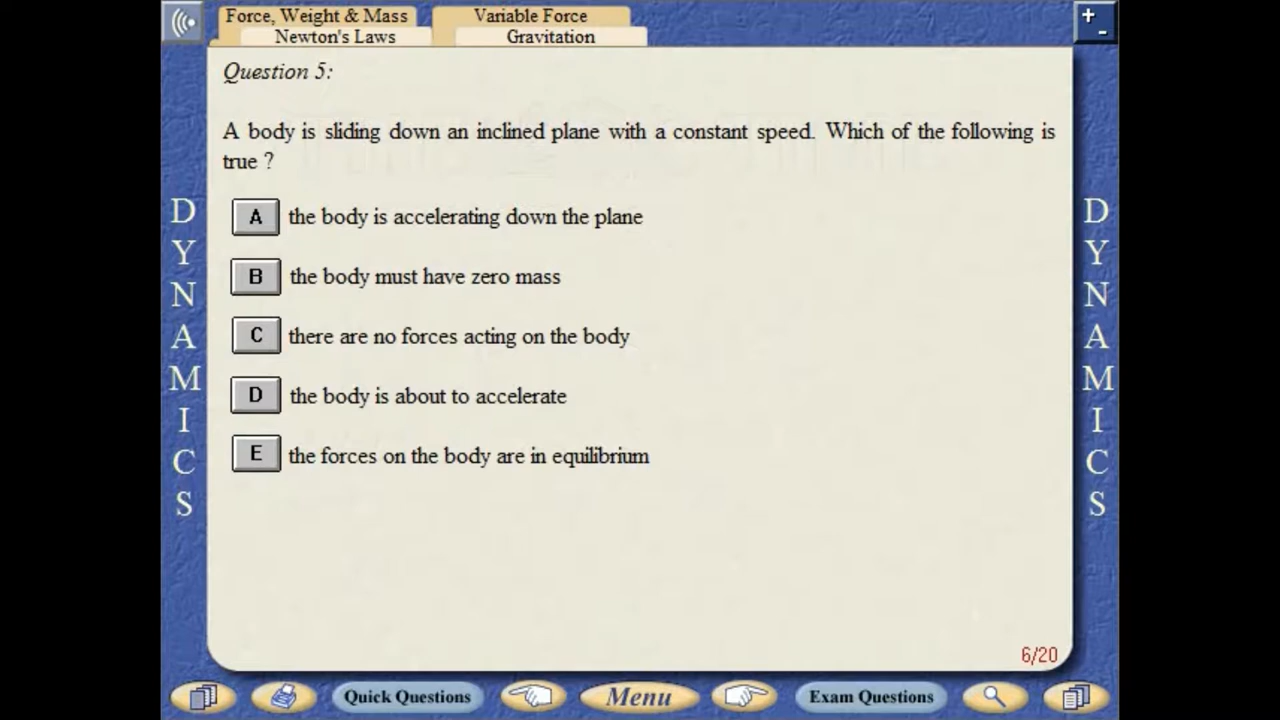 Force, Weight & Mass
Variable Force
Newton's Laws
Gravitation
+
-
Question 5:
A body is sliding down an inclined plane with a constant speed. Which of the following is
true ?
A the body is accelerating down the plane
B the body must have zero mass
C there are no forces acting on the body
D the body is about to accelerate
E the forces on the body are in equilibrium
DYNAMICS
DYNAMICS
6/20
Quick Questions
Menu
Exam Questions